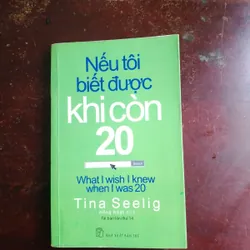 Nếu tôi
biết được
khi còn
20
What I wish I knew
when I was 20
Tina Seelig